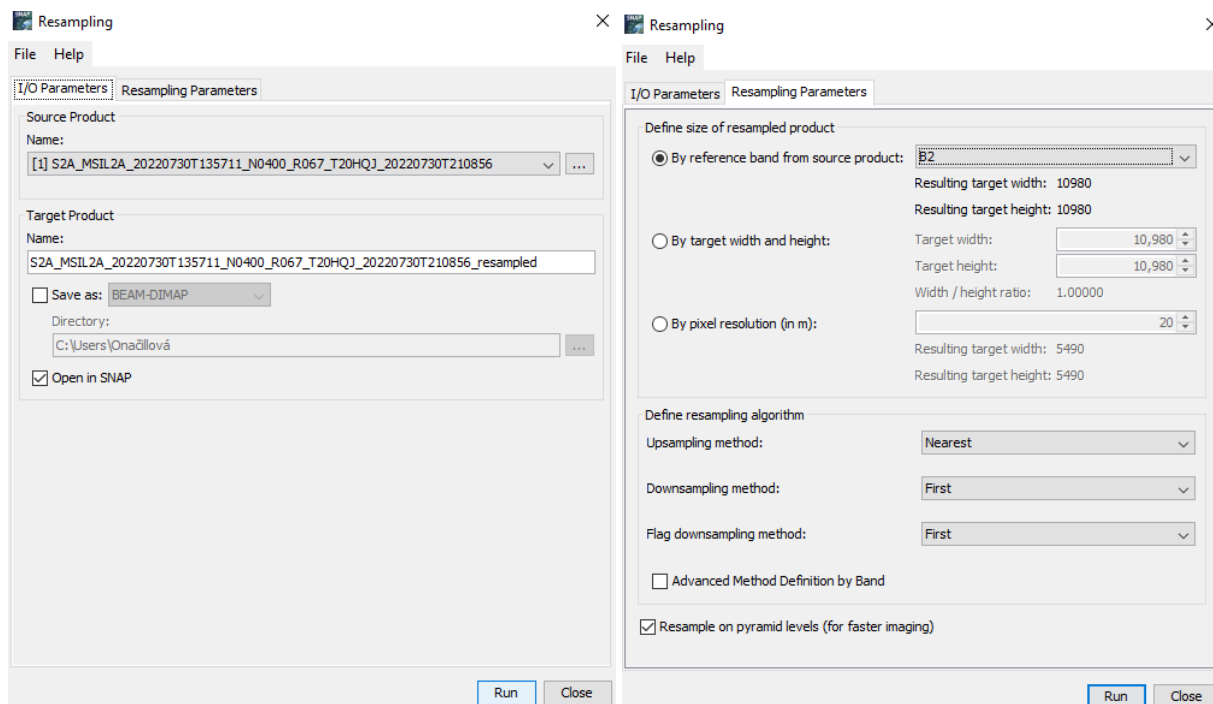 SNAP Resampling
File Help
I/O Parameters Resampling Parameters
Source Product
Name:
[1] S2A_MSIL2A_20220730T135711_N0400_R067_T20HQJ_20220730T210856 ...
Target Product
Name:
S2A_MSIL2A_20220730T135711_N0400_R067_T20HQJ_20220730T210856_resampled
Save as: BEAM-DIMAP
Directory:
C:\Users\Onačillová ...
Open in SNAP
Run Close
SNAP Resampling
File Help
I/O Parameters Resampling Parameters
Define size of resampled product
By reference band from source product: B2
Resulting target width: 10980
Resulting target height: 10980
By target width and height: Target width: 10,980
Target height: 10,980
Width / height ratio: 1.00000
By pixel resolution (in m): 20
Resulting target width: 5490
Resulting target height: 5490
Define resampling algorithm
Upsampling method: Nearest
Downsampling method: First
Flag downsampling method: First
Advanced Method Definition by Band
Resample on pyramid levels (for faster imaging)
Run Close